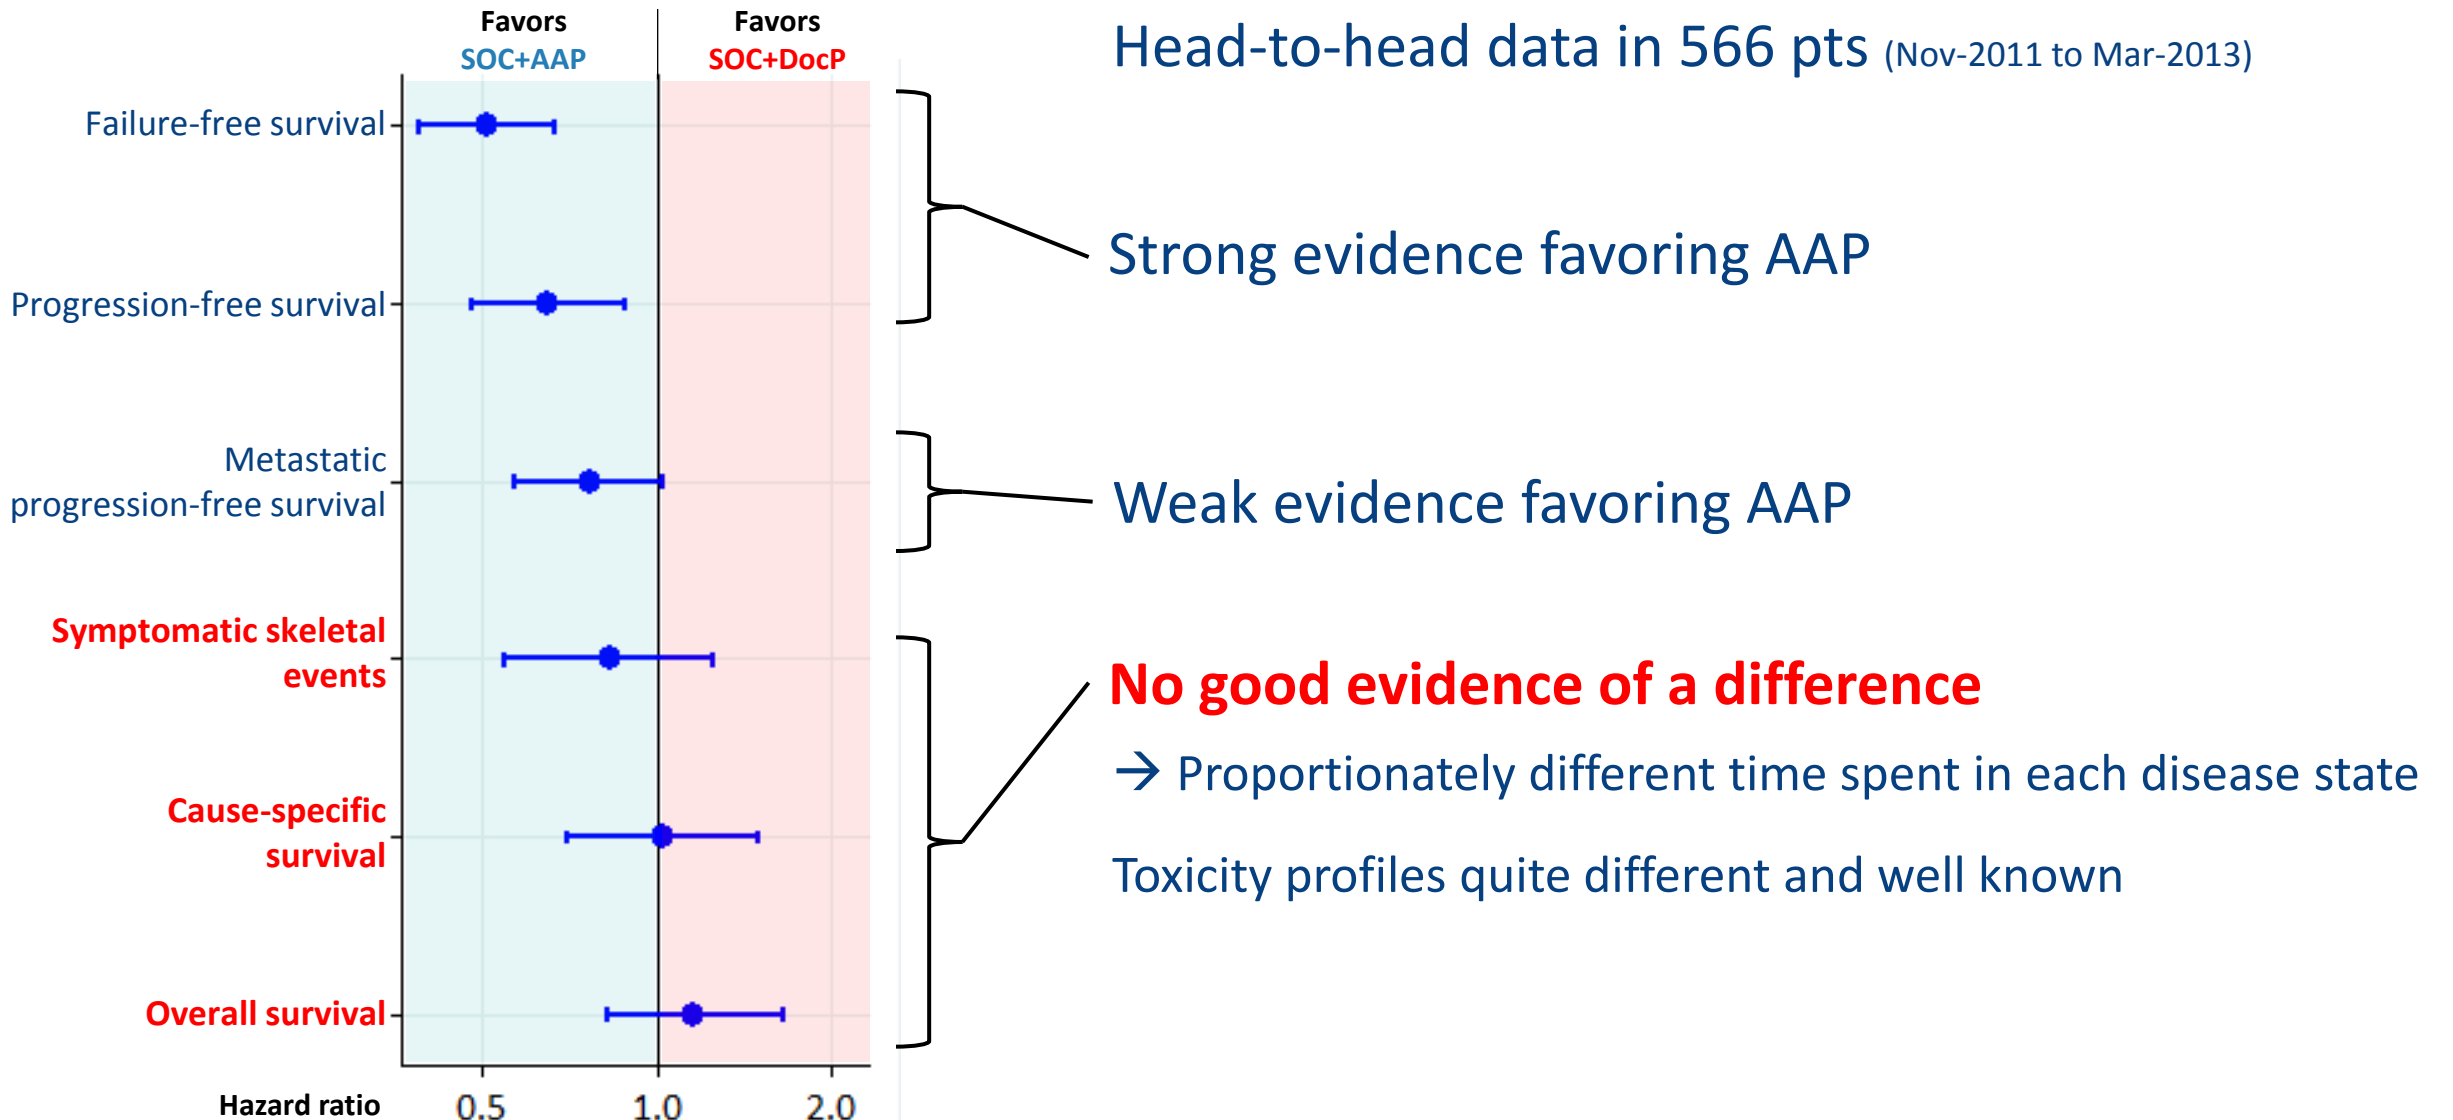 Favors
SOC+AAP
Favors
SOC+DocP
Head-to-head data in 566 pts (Nov-2011 to Mar-2013)
Failure-free survival
Strong evidence favoring AAP
Progression-free survival
Metastatic
progression-free survival
Weak evidence favoring AAP
Symptomatic skeletal
events
No good evidence of a difference
→ Proportionately different time spent in each disease state
Cause-specific
survival
Toxicity profiles quite different and well known
Overall survival
Hazard ratio
0.5
1.0
2.0